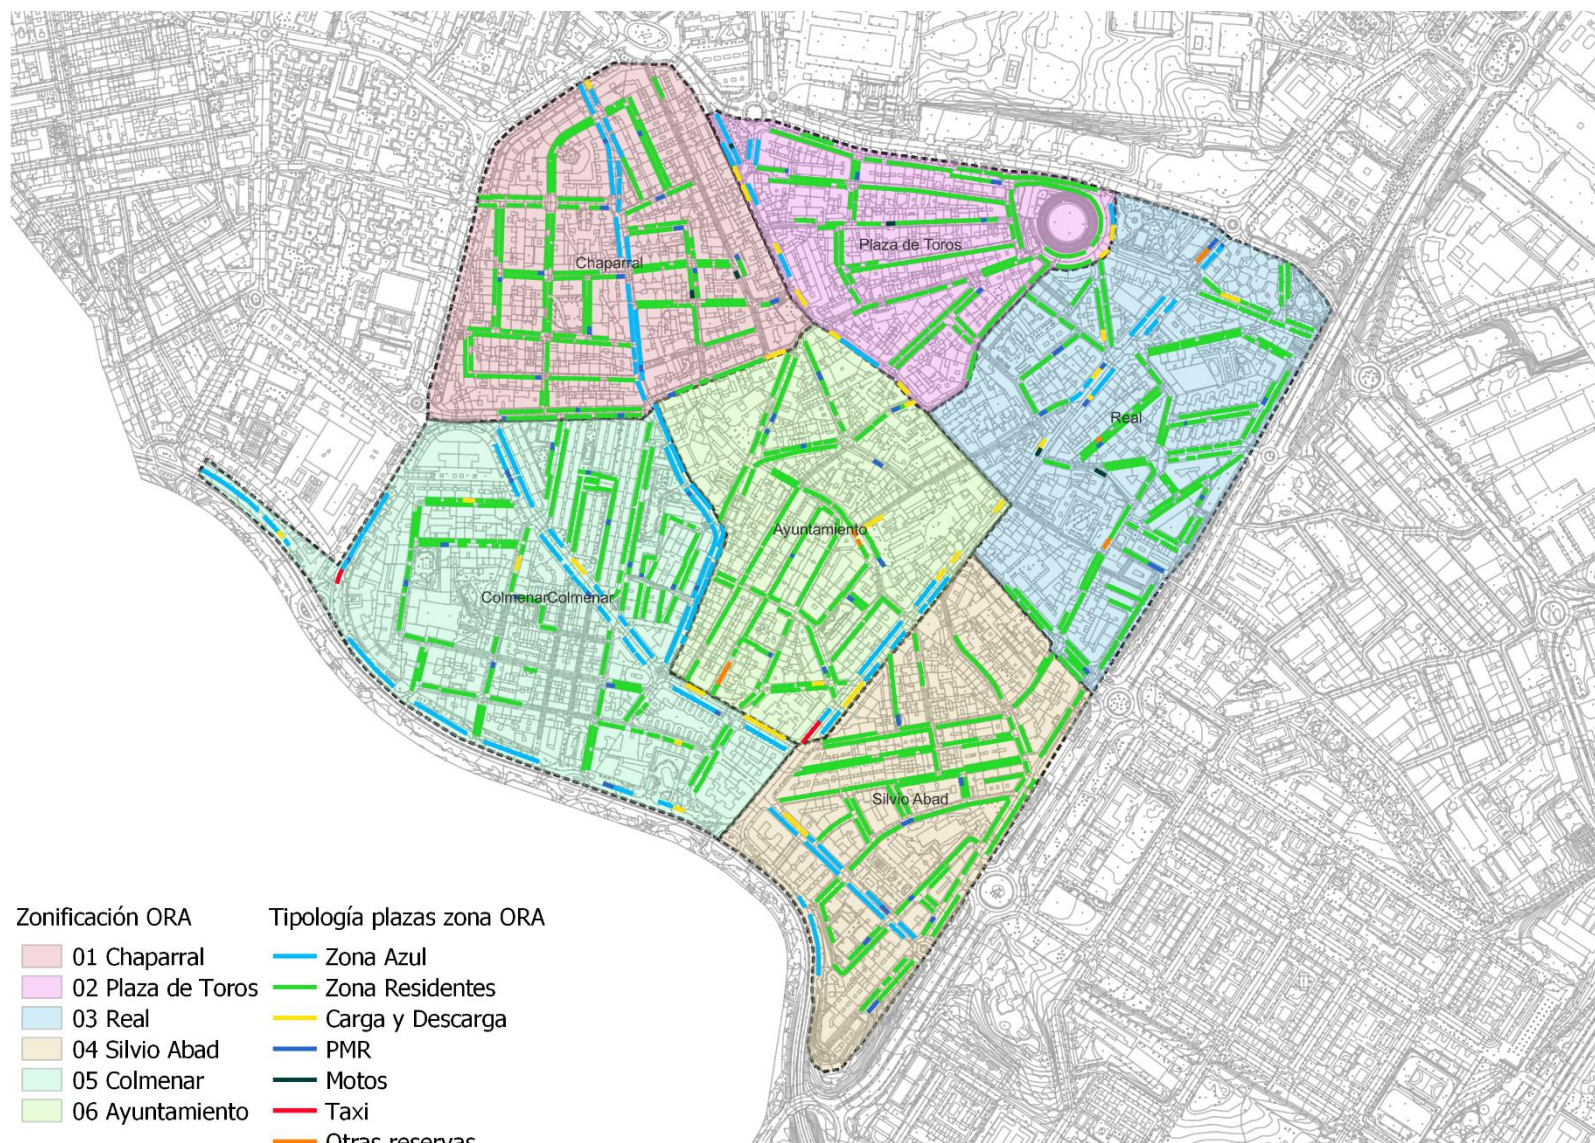 Chaparral
Plaza de Toros
Real
Ayuntamiento
ColmenarColmenar
Silvio Abad
Zonificación ORA
01 Chaparral
02 Plaza de Toros
03 Real
04 Silvio Abad
05 Colmenar
06 Ayuntamiento
Tipología plazas zona ORA
Zona Azul
Zona Residentes
Carga y Descarga
PMR
Motos
Taxi
Otras reservas